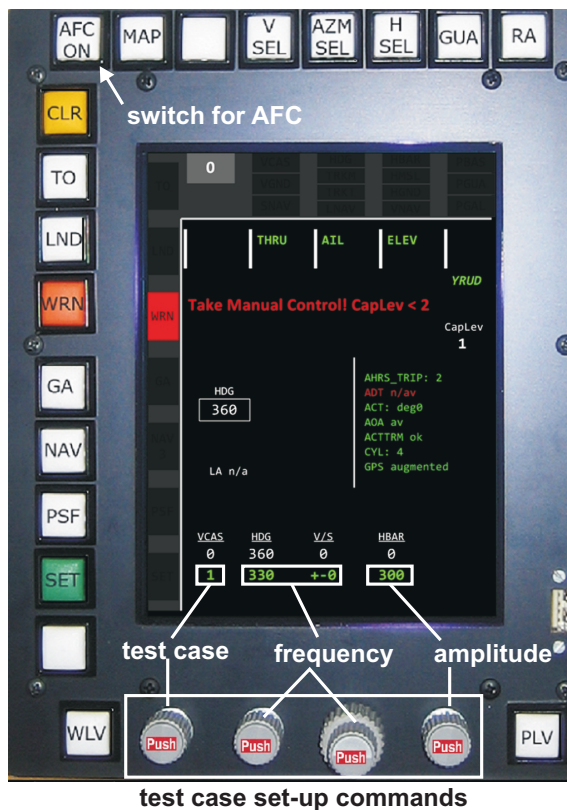 AFC
ON
MAP
V
SEL
AZM
SEL
H
SEL
GUA
RA
switch for AFC
CLR
TO
LND
WRN
GA
NAV
PSF
SET
WLV
PLV
0
THRU AIL ELEV
YRUD
WRN
Take Manual Control! CapLev < 2
CapLev
1
HDG
360
LA n/a
AHRS_TRIP: 2
ADT n/av
ACT: deg0
AOA av
ACTTRM ok
CYL: 4
GPS augmented
VCAS HDG V/S HBAR
0 360 0 0
1 330 +-0 300
test case frequency amplitude
Push Push Push Push
test case set-up commands